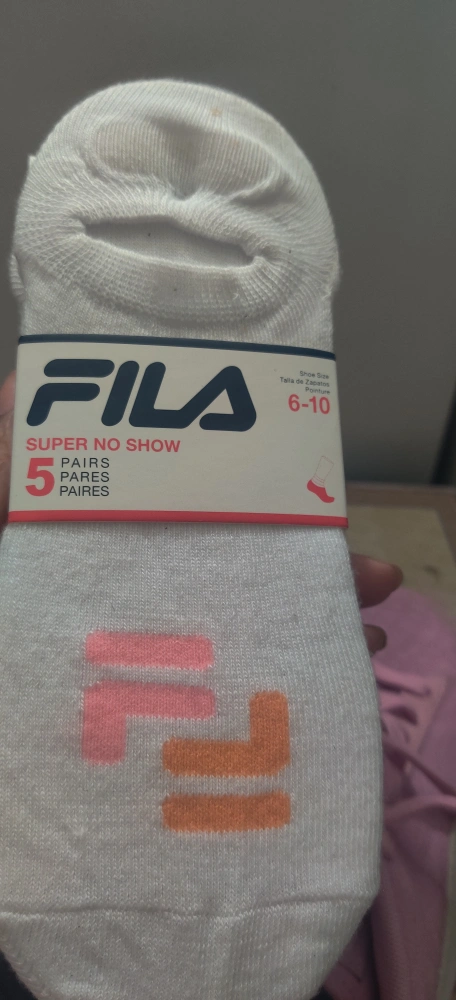 FILA
Shoe Size
Talla de Zapatos
Pointure
6-10
SUPER NO SHOW
5 PAIRS
PARES
PAIRES